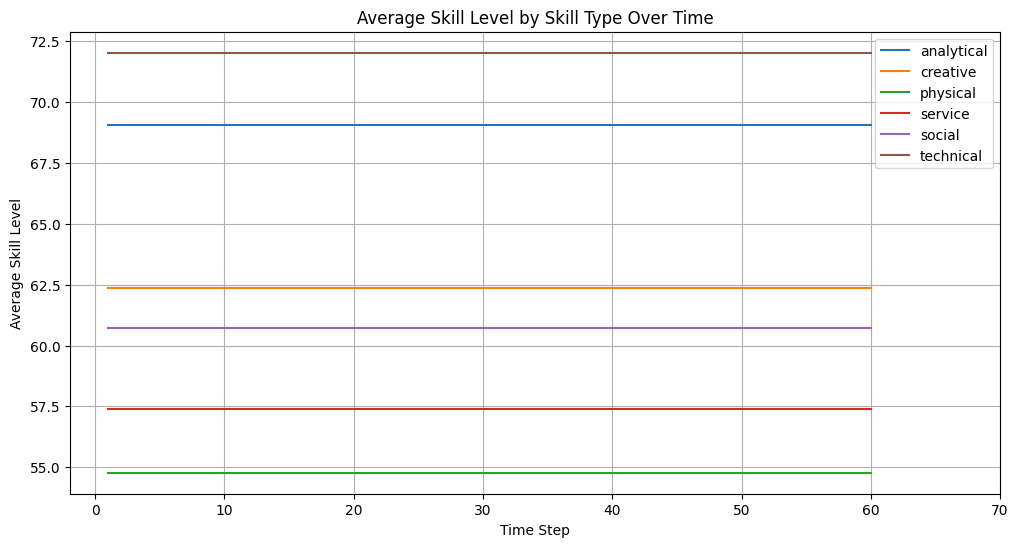 Average Skill Level by Skill Type Over Time
Average Skill Level
72.5
70.0
67.5
65.0
62.5
60.0
57.5
55.0
analytical
creative
physical
service
social
technical
0 10 20 30 40 50 60 70
Time Step